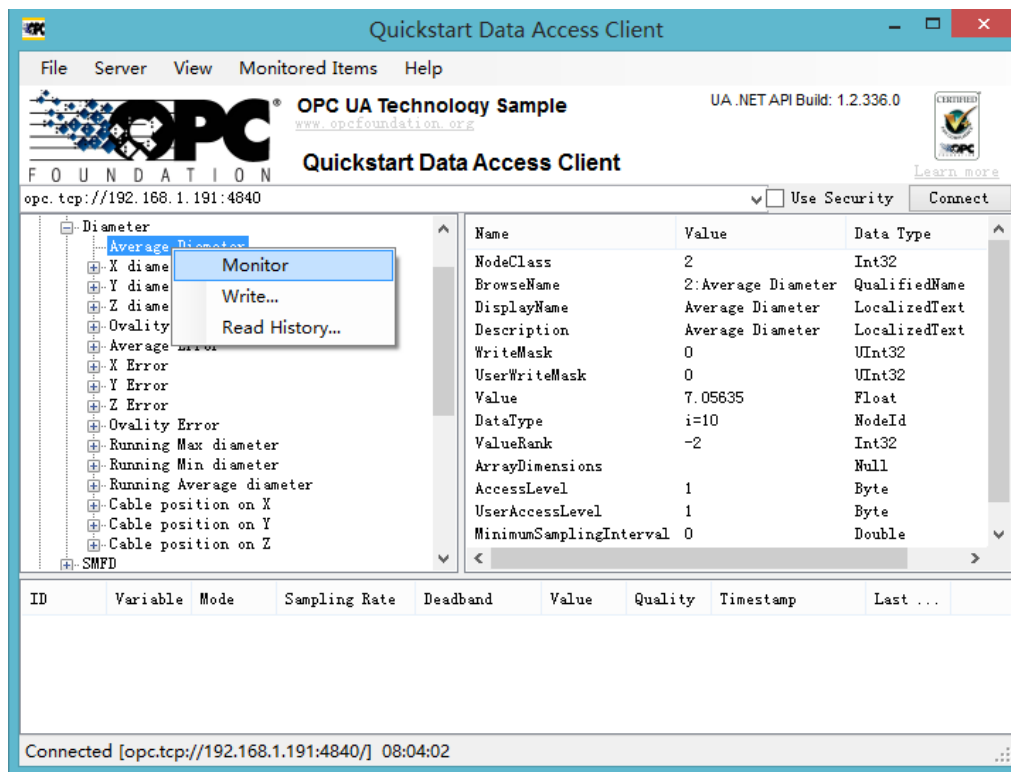 OPC
Quickstart Data Access Client
File Server View Monitored Items Help
OPC ® OPC UA Technology Sample UA .NET API Build: 1.2.336.0 CERTIFIED
www.opcfoundation.org
Quickstart Data Access Client OPC
FOUNDATION Learn more
opc.tcp://192.168.1.191:4840 Use Security Connect
Diameter
Average Diameter
X diame
Y diame
Z diame
Ovality
Average Error
X Error
Y Error
Z Error
Ovality Error
Running Max diameter
Running Min diameter
Running Average diameter
Cable position on X
Cable position on Y
Cable position on Z
SMFD
Monitor
Write...
Read History...
Name Value Data Type
NodeClass 2 Int32
BrowseName 2:Average Diameter QualifiedName
DisplayName Average Diameter LocalizedText
Description Average Diameter LocalizedText
WriteMask 0 UInt32
UserWriteMask 0 UInt32
Value 7.05635 Float
DataType i=10 NodeId
ValueRank -2 Int32
ArrayDimensions Null
AccessLevel 1 Byte
UserAccessLevel 1 Byte
MinimumSamplingInterval 0 Double
ID Variable Mode Sampling Rate Deadband Value Quality Timestamp Last ...
Connected [opc.tcp://192.168.1.191:4840/] 08:04:02